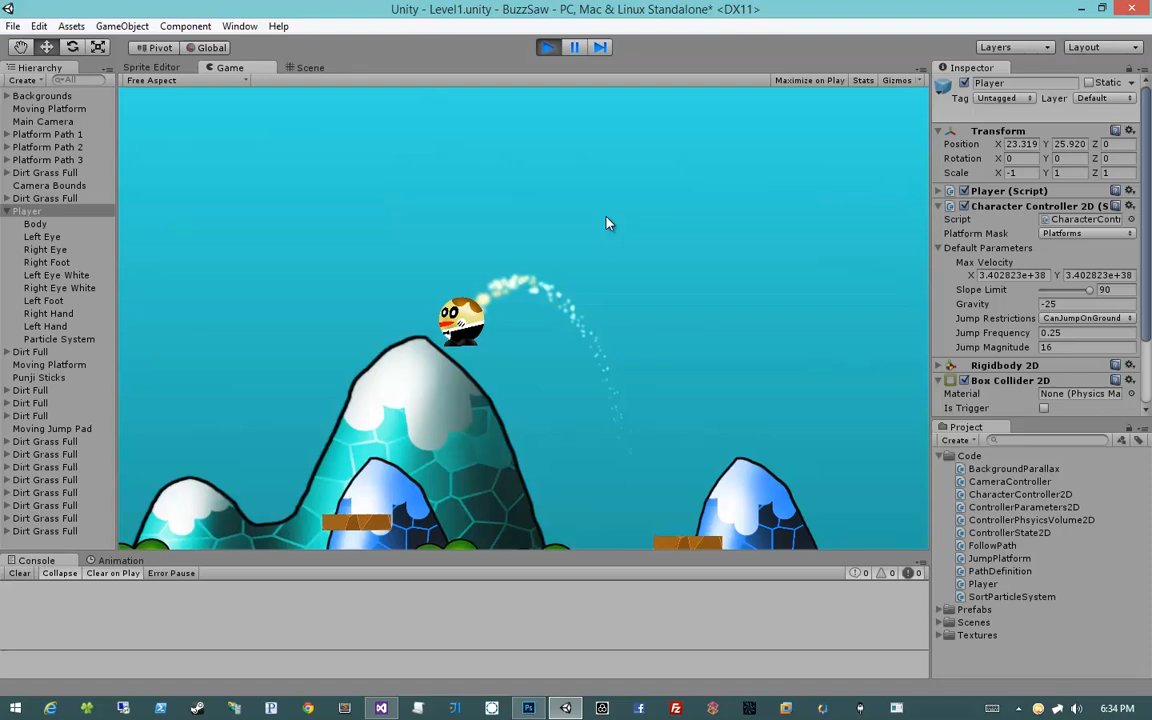 Unity - Level1.unity - BuzzSaw - PC, Mac & Linux Standalone* <DX11>
File Edit Assets GameObject Component Window Help
Pivot Global Layers Layout
Hierarchy Sprite Editor Game Scene Inspector
Create All Free Aspect Maximize on Play Stats Gizmos
Player Static
Tag Untagged Layer Default
Transform
Position X 23.319 Y 25.920 Z 0
Rotation X 0 Y 0 Z 0
Scale X -1 Y 1 Z 1
Player (Script)
Character Controller 2D (S
Script CharacterContr
Platform Mask Platforms
Default Parameters
Max Velocity
X 3.402823e+38 Y 3.402823e+38
Slope Limit 90
Gravity -25
Jump Restrictions CanJumpOnGround
Jump Frequency 0.25
Jump Magnitude 16
Rigidbody 2D
Box Collider 2D
Material None (Physics Ma
Is Trigger
Backgrounds
Moving Platform
Main Camera
Platform Path 1
Platform Path 2
Platform Path 3
Dirt Grass Full
Camera Bounds
Dirt Grass Full
Player
Body
Left Eye
Right Eye
Right Foot
Left Eye White
Right Eye White
Left Foot
Right Hand
Left Hand
Particle System
Dirt Full
Moving Platform
Punji Sticks
Dirt Full
Dirt Full
Dirt Full
Moving Jump Pad
Dirt Grass Full
Dirt Grass Full
Dirt Grass Full
Dirt Grass Full
Dirt Grass Full
Dirt Grass Full
Dirt Grass Full
Dirt Grass Full
Project
Create
Code
BackgroundParallax
CameraController
CharacterController2D
ControllerParameters2D
ControllerPhsyicsVolume2D
ControllerState2D
FollowPath
JumpPlatform
PathDefinition
Player
SortParticleSystem
Prefabs
Scenes
Textures
Console Animation
Clear Collapse Clear on Play Error Pause 0 0 0
6:34 PM